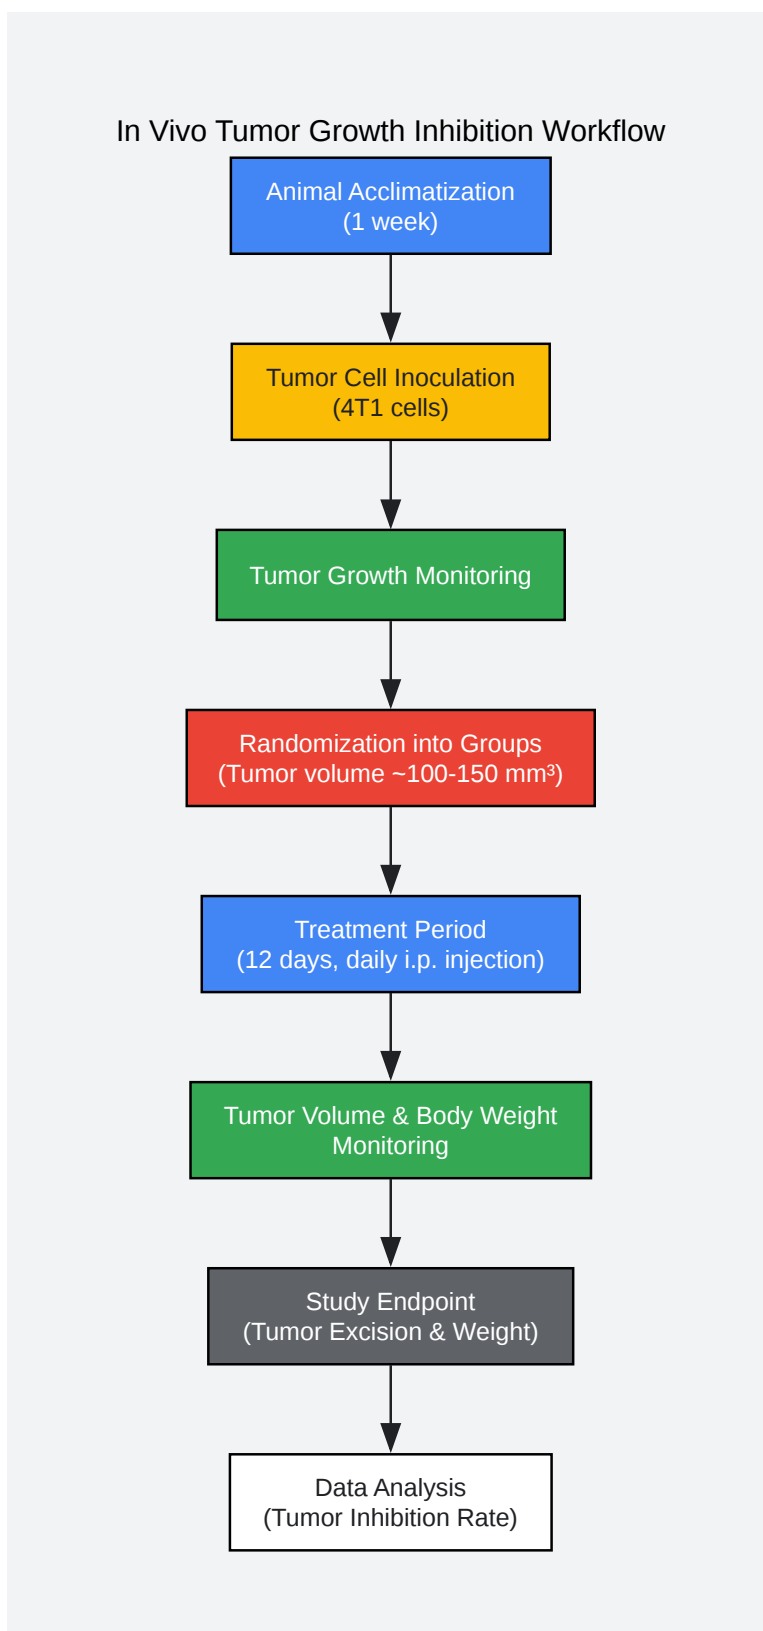 In Vivo Tumor Growth Inhibition Workflow
Animal Acclimatization
(1 week)
Tumor Cell Inoculation
(4T1 cells)
Tumor Growth Monitoring
Randomization into Groups
(Tumor volume ~100-150 mm³)
Treatment Period
(12 days, daily i.p. injection)
Tumor Volume & Body Weight
Monitoring
Study Endpoint
(Tumor Excision & Weight)
Data Analysis
(Tumor Inhibition Rate)